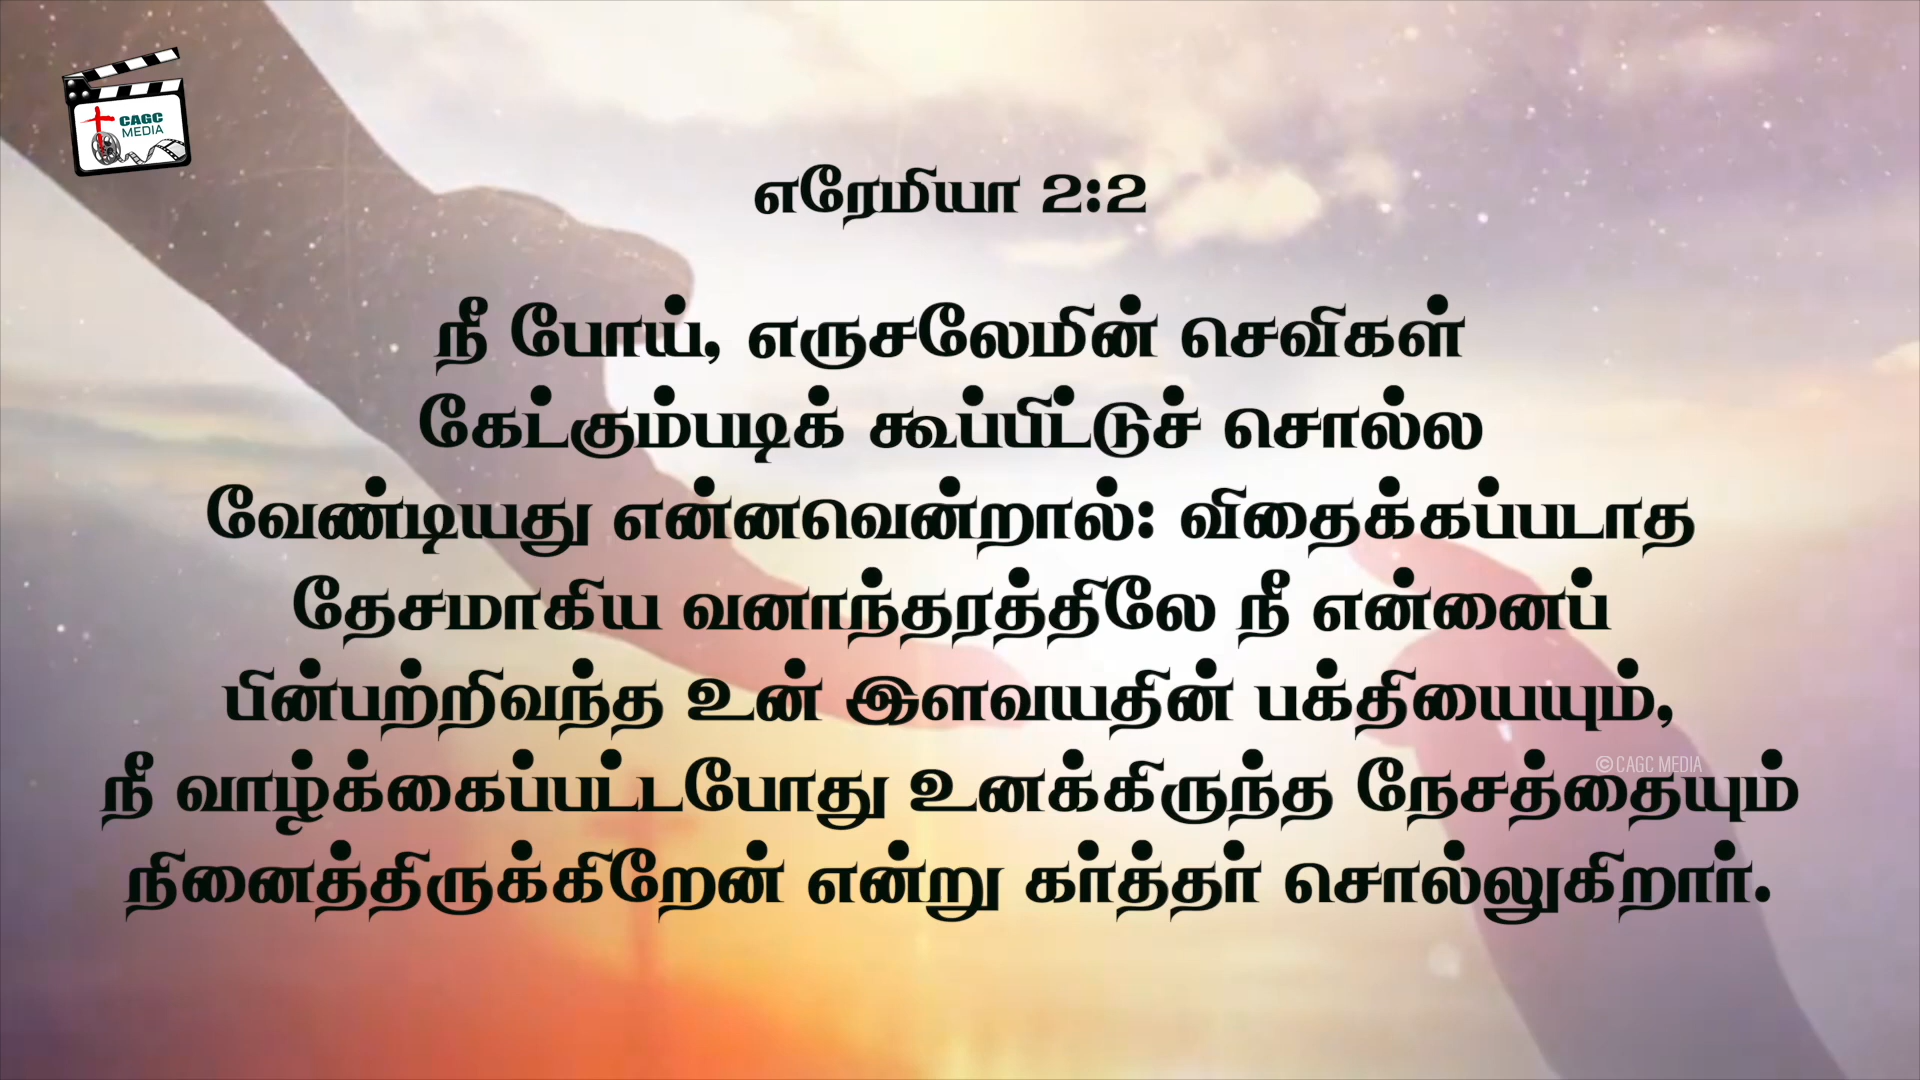 CAGC
MEDIA
எரேமியா 2:2
நீ போய், எருசலேமின் செவிகள்
கேட்கும்படிக் கூப்பிட்டுச் சொல்ல
வேண்டியது என்னவென்றால்: விதைக்கப்படாத
தேசமாகிய வனாந்தரத்திலே நீ என்னைப்
பின்பற்றிவந்த உன் இளவயதின் பக்தியையும்,
© CAGC MEDIA
நீ வாழ்க்கைப்பட்டபோது உனக்கிருந்த நேசத்தையும்
நினைத்திருக்கிறேன் என்று கர்த்தர் சொல்லுகிறார்.